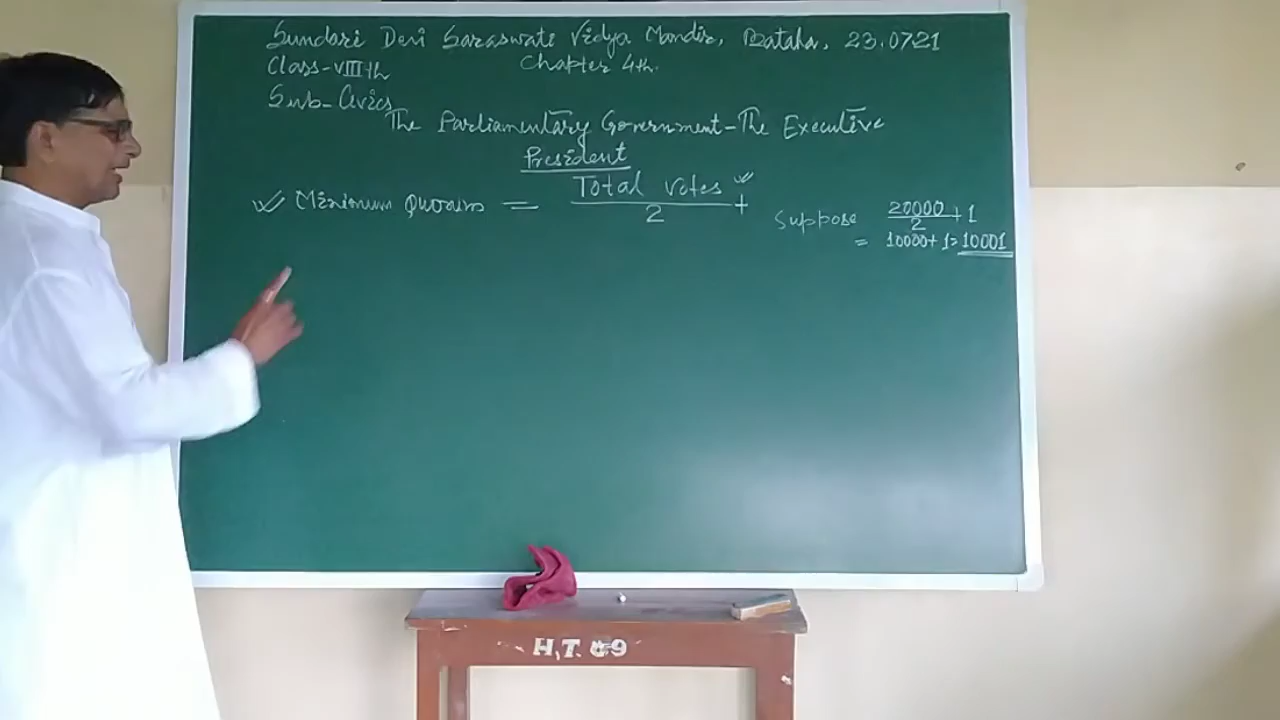 Sundari Devi Saraswati Vidya Mandir, Bataha, 23.07.21
Class-VIIIth Chapter 4th.
Sub-Civics
The Parliamentary Government-The Executive
President
Minimum Quorum = Total votes / 2 +
Suppose 20000 / 2 + 1
= 10000+1=10001
H.T. 09